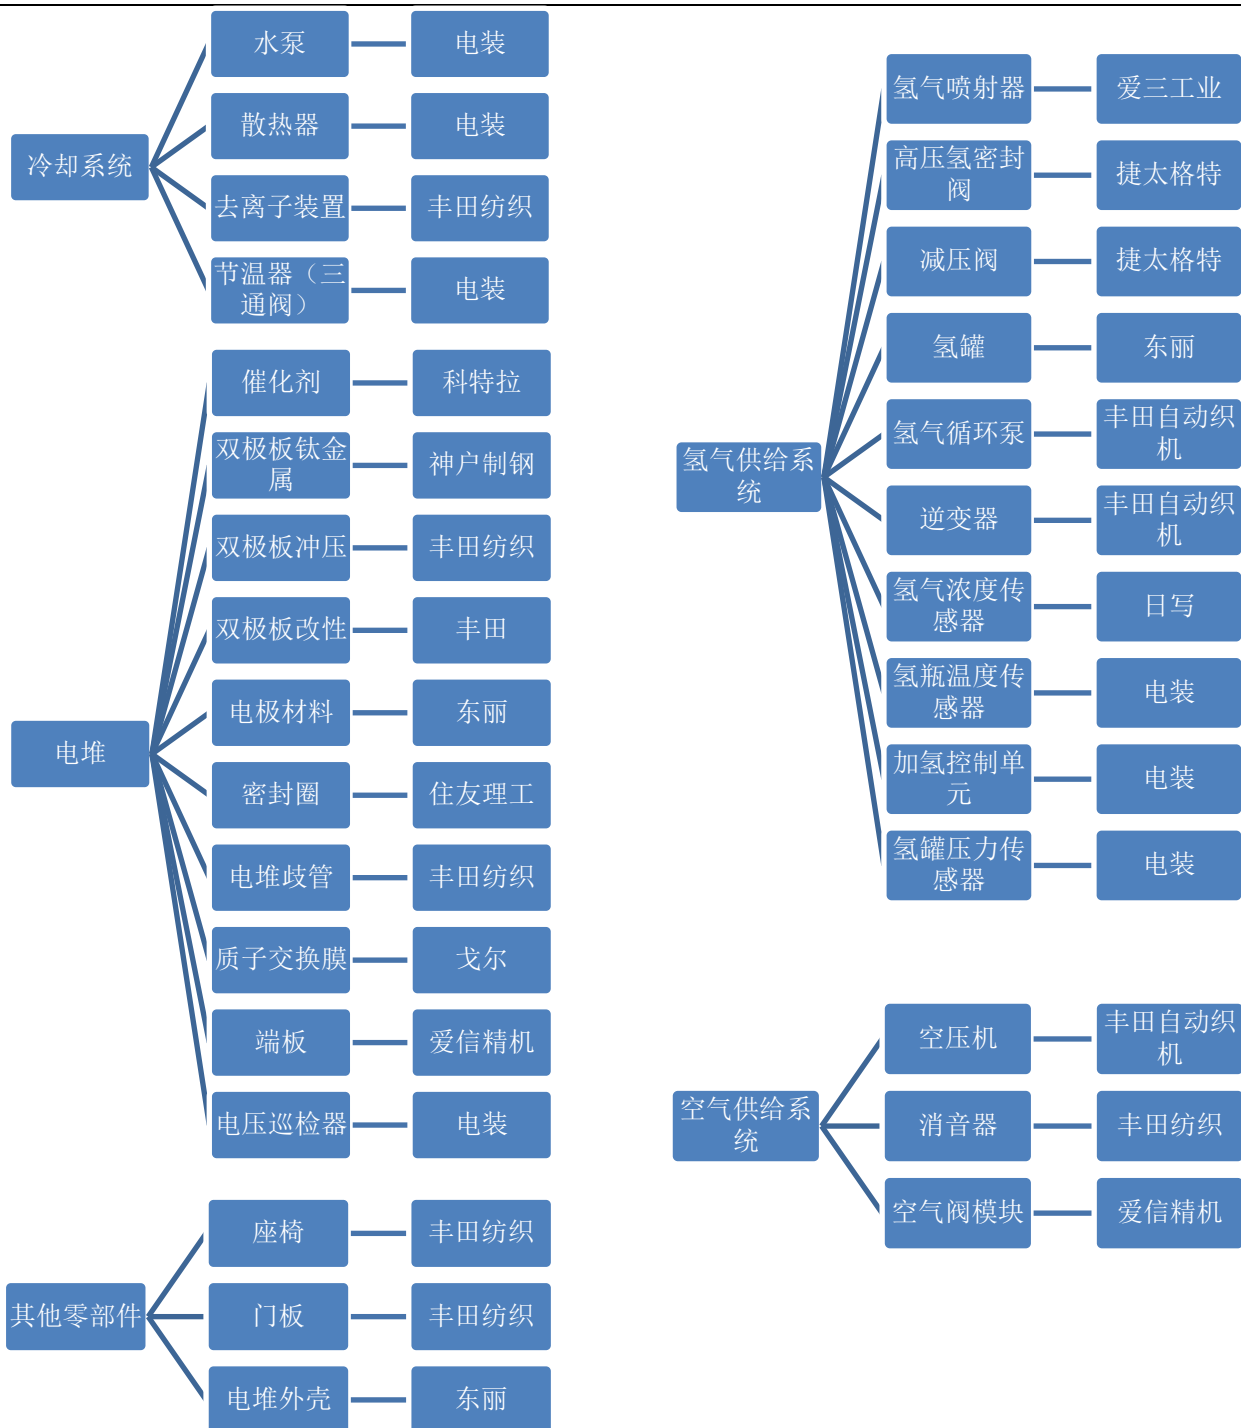 冷却系统
水泵
电装
散热器
电装
去离子装置
丰田纺织
节温器（三
通阀）
电装
电堆
催化剂
科特拉
双极板钛金
属
神户制钢
双极板冲压
丰田纺织
双极板改性
丰田
电极材料
东丽
密封圈
住友理工
电堆歧管
丰田纺织
质子交换膜
戈尔
端板
爱信精机
电压巡检器
电装
其他零部件
座椅
丰田纺织
门板
丰田纺织
电堆外壳
东丽
氢气供给系
统
氢气喷射器
爱三工业
高压氢密封
阀
捷太格特
减压阀
捷太格特
氢罐
东丽
氢气循环泵
丰田自动织
机
逆变器
丰田自动织
机
氢气浓度传
感器
日写
氢瓶温度传
感器
电装
加氢控制单
元
电装
氢罐压力传
感器
电装
空气供给系
统
空压机
丰田自动织
机
消音器
丰田纺织
空气阀模块
爱信精机